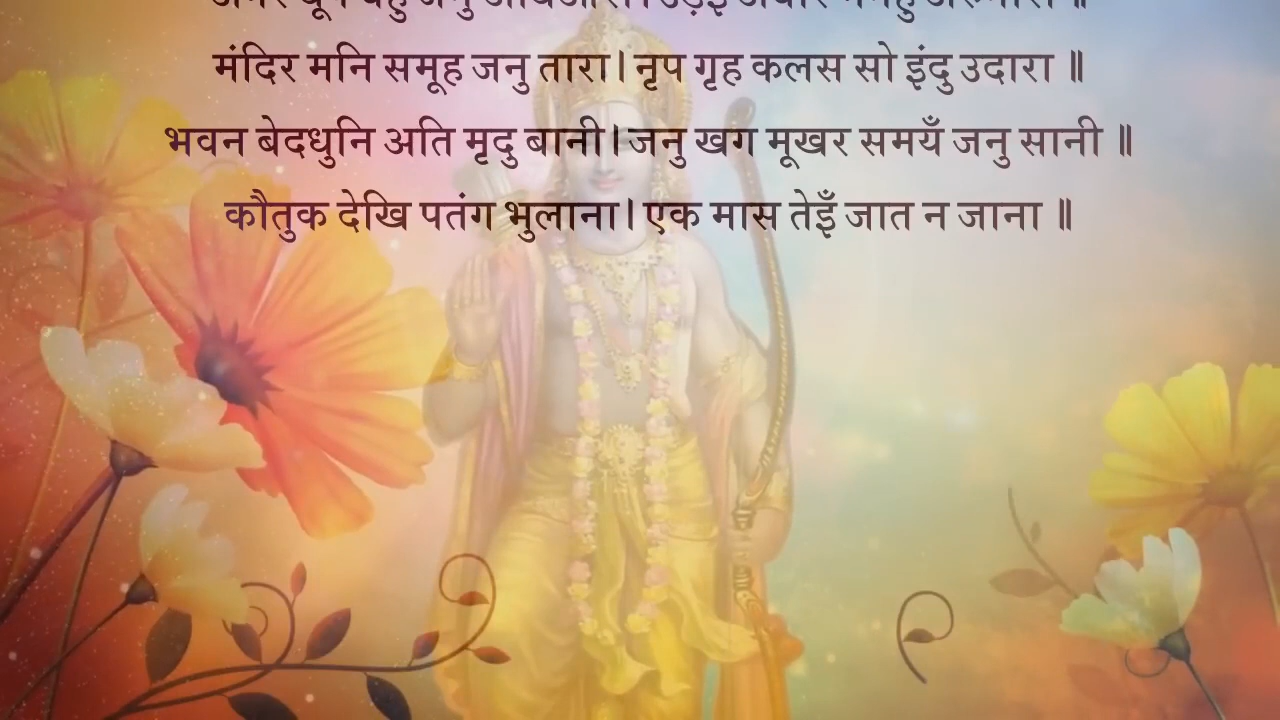 मंदिर मनि समूह जनु तारा। नृप गृह कलस सो इंदु उदारा ॥
भवन बेदधुनि अति मृदु बानी। जनु खग मूखर समयँ जनु सानी ॥
कौतुक देखि पतंग भुलाना। एक मास तेइँ जात न जाना ॥